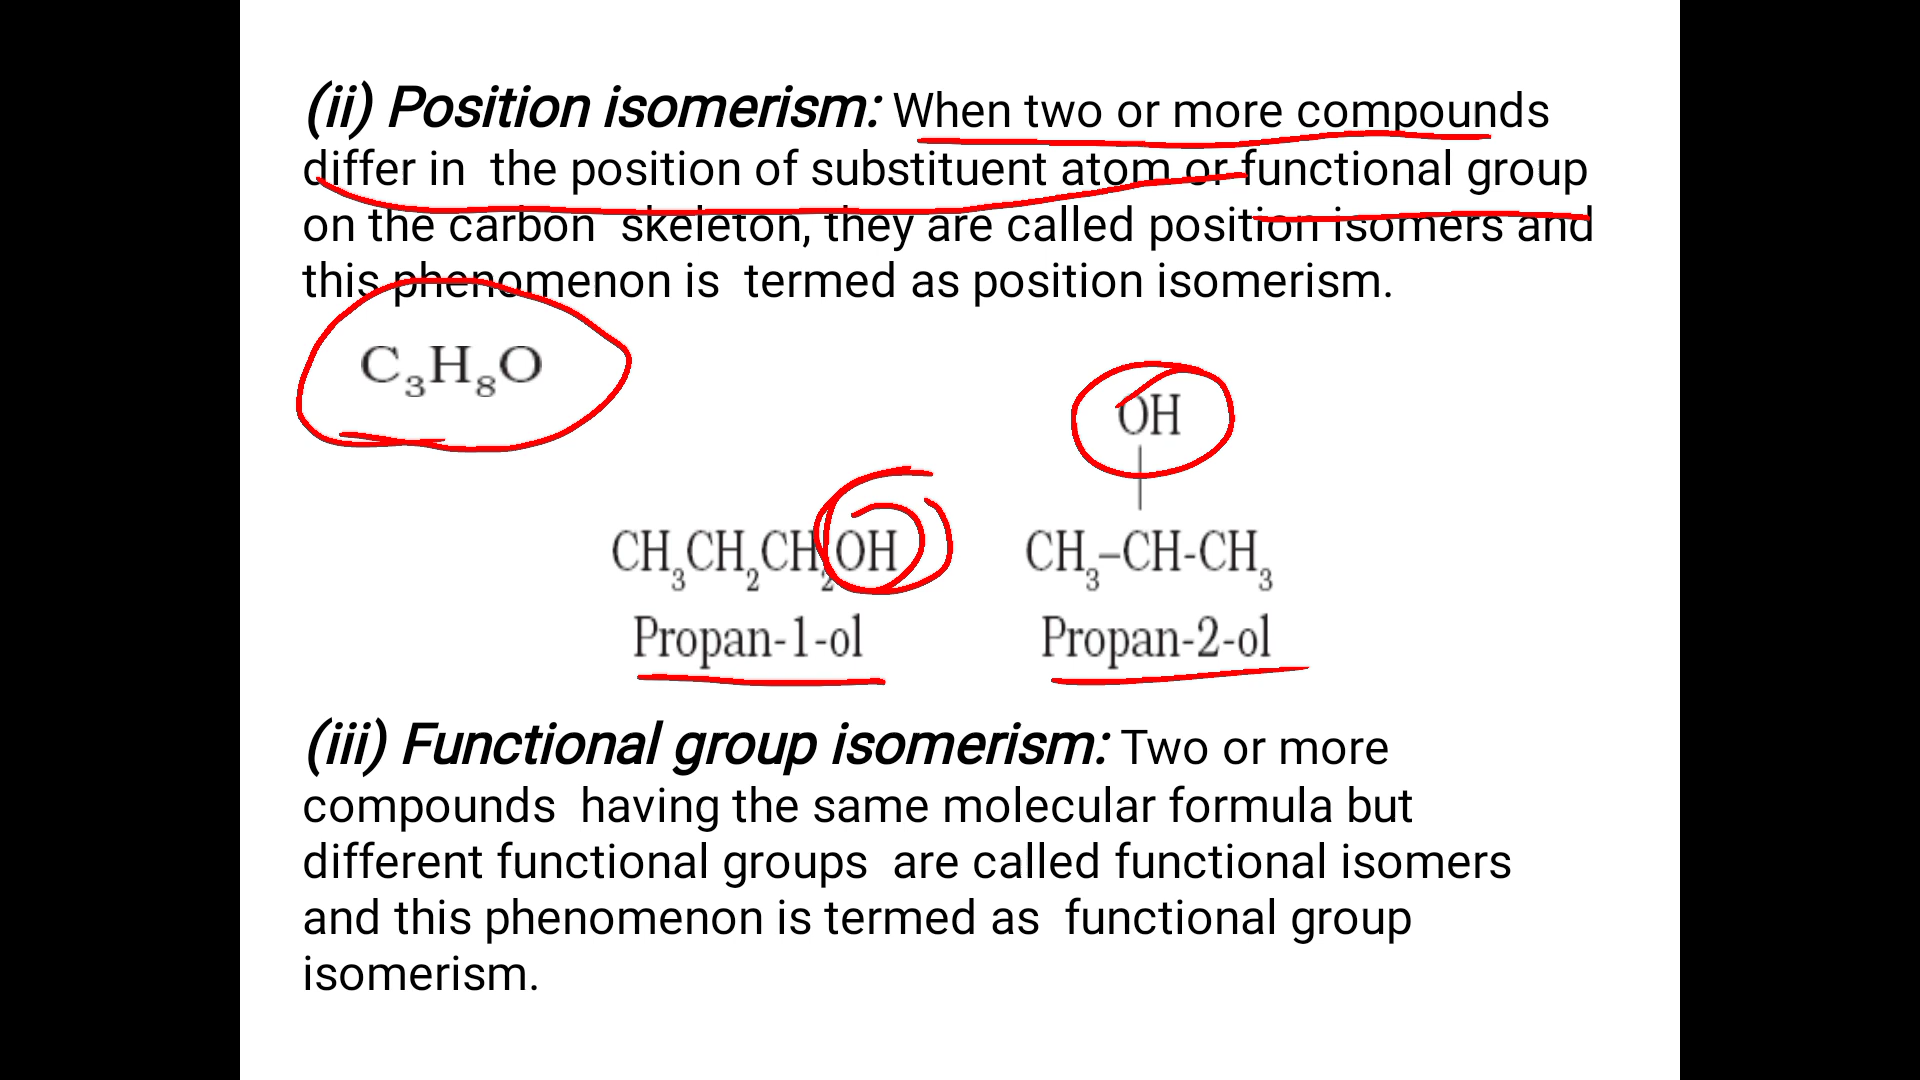 (ii) Position isomerism: When two or more compounds
differ in the position of substituent atom or functional group
on the carbon skeleton, they are called position isomers and
this phenomenon is termed as position isomerism.
C₃H₈O
OH
CH₃CH₂CH₂OH CH₃–CH-CH₃
Propan-1-ol Propan-2-ol
(iii) Functional group isomerism: Two or more
compounds having the same molecular formula but
different functional groups are called functional isomers
and this phenomenon is termed as functional group
isomerism.